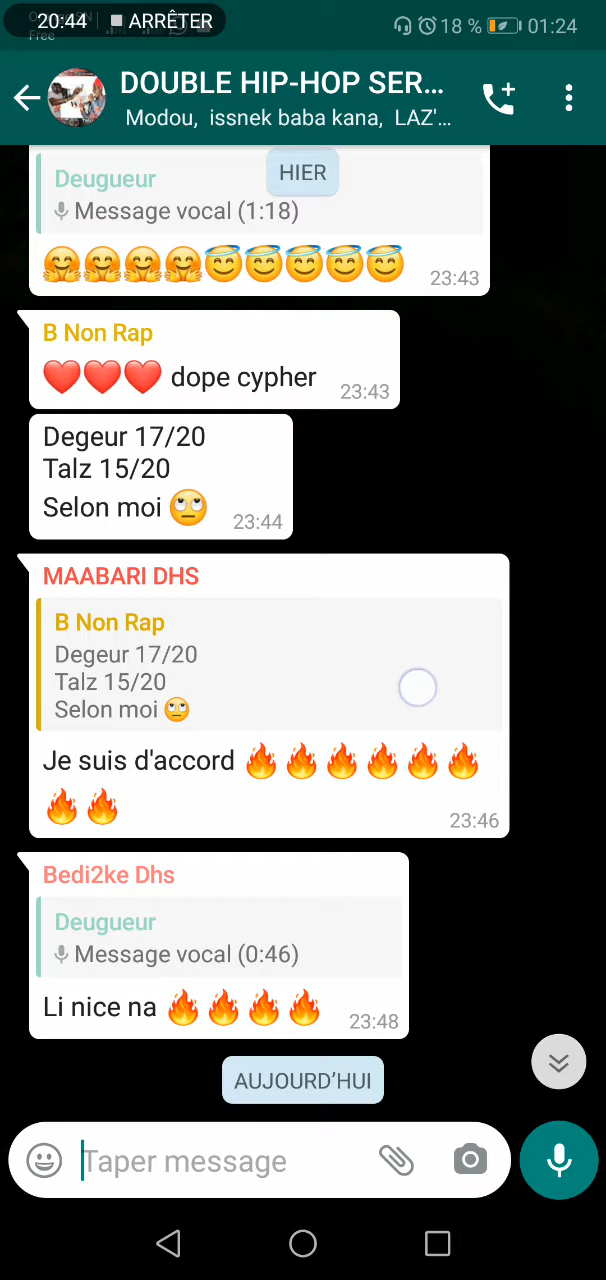 20:44 ARRÊTER
18 % 01:24
Free
DOUBLE HIP-HOP SER...
Modou, issnek baba kana, LAZ'...
HIER
Deugueur
Message vocal (1:18)
23:43
B Non Rap
dope cypher
23:43
Degeur 17/20
Talz 15/20
Selon moi
23:44
MAABARI DHS
B Non Rap
Degeur 17/20
Talz 15/20
Selon moi
Je suis d'accord
23:46
Bedi2ke Dhs
Deugueur
Message vocal (0:46)
Li nice na
23:48
AUJOURD'HUI
Taper message